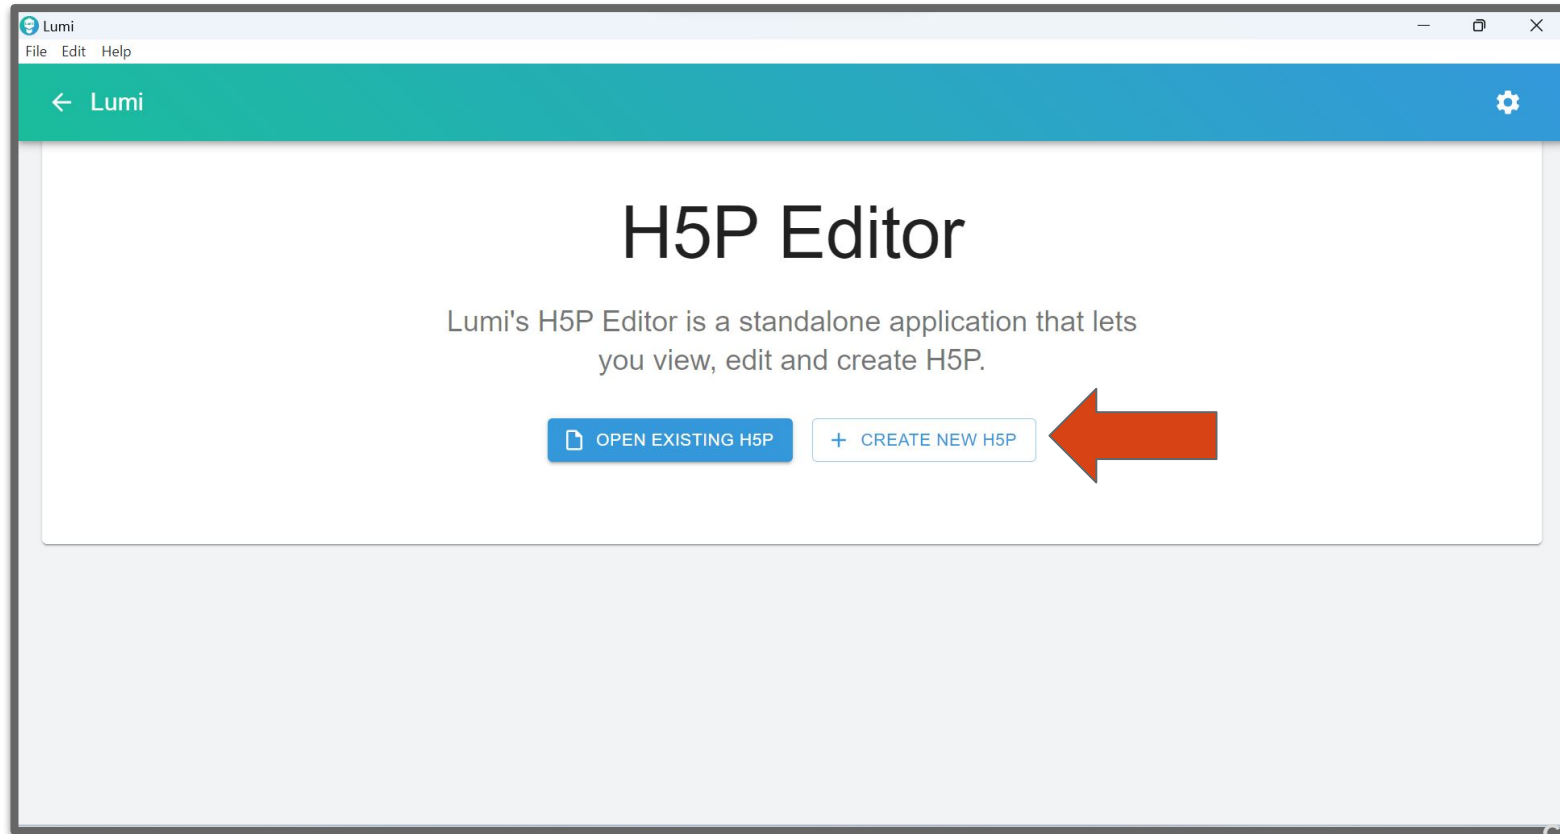 Lumi
File Edit Help
Lumi
H5P Editor
Lumi's H5P Editor is a standalone application that lets
you view, edit and create H5P.
OPEN EXISTING H5P
CREATE NEW H5P